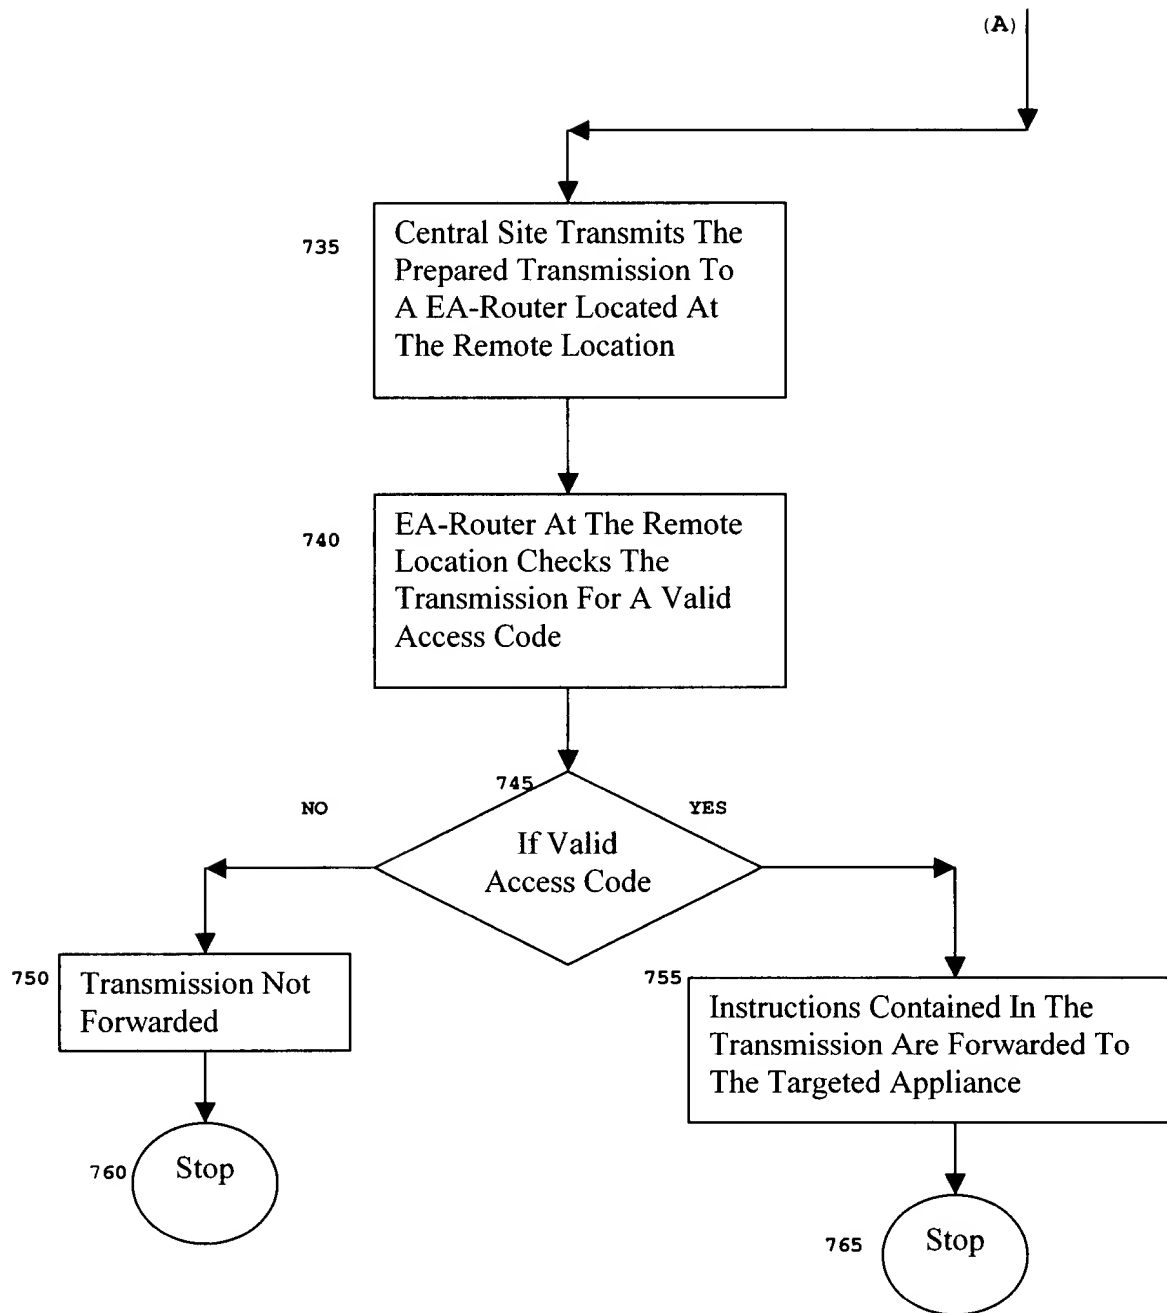 (A)
735
Central Site Transmits The
Prepared Transmission To
A EA-Router Located At
The Remote Location
740
EA-Router At The Remote
Location Checks The
Transmission For A Valid
Access Code
745
NO
YES
If Valid
Access Code
750
Transmission Not
Forwarded
755
Instructions Contained In The
Transmission Are Forwarded To
The Targeted Appliance
760
Stop
765
Stop